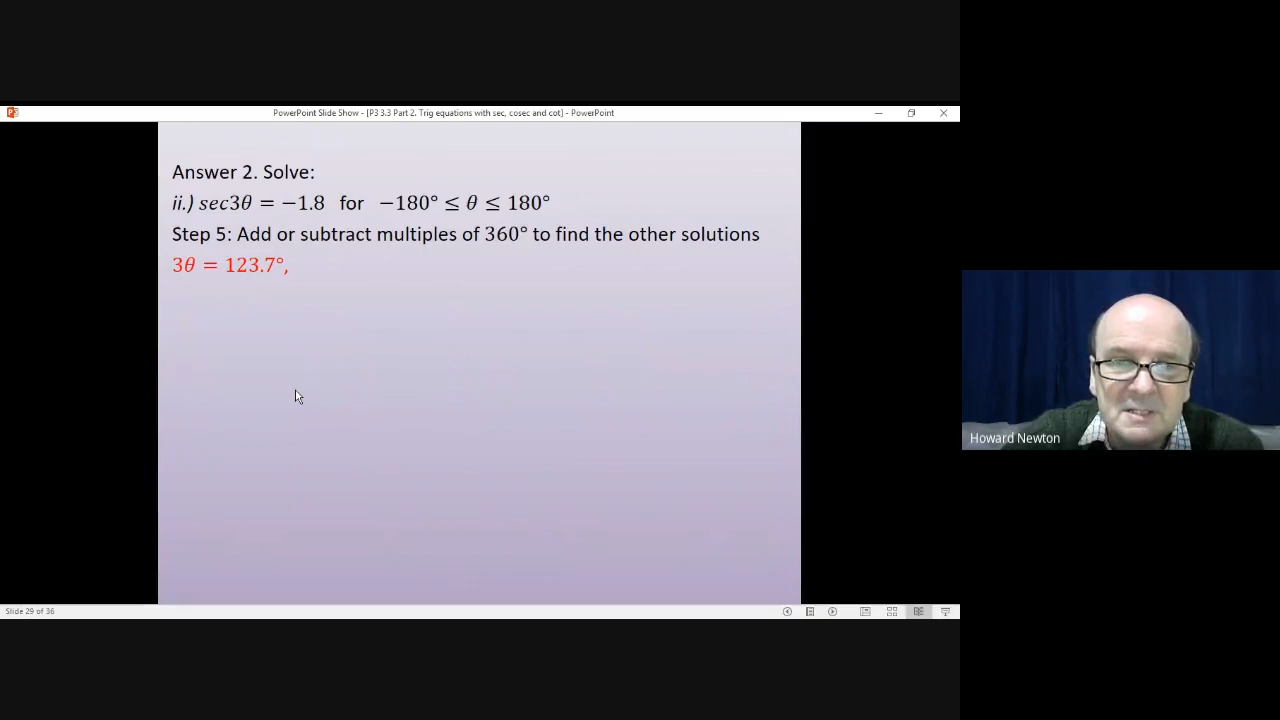 PowerPoint Slide Show - [P3 3.3 Part 2. Trig equations with sec, cosec and cot] - PowerPoint
Answer 2. Solve:
ii.) sec3θ = −1.8 for −180° ≤ θ ≤ 180°
Step 5: Add or subtract multiples of 360° to find the other solutions
3θ = 123.7°,
Howard Newton
Slide 29 of 36